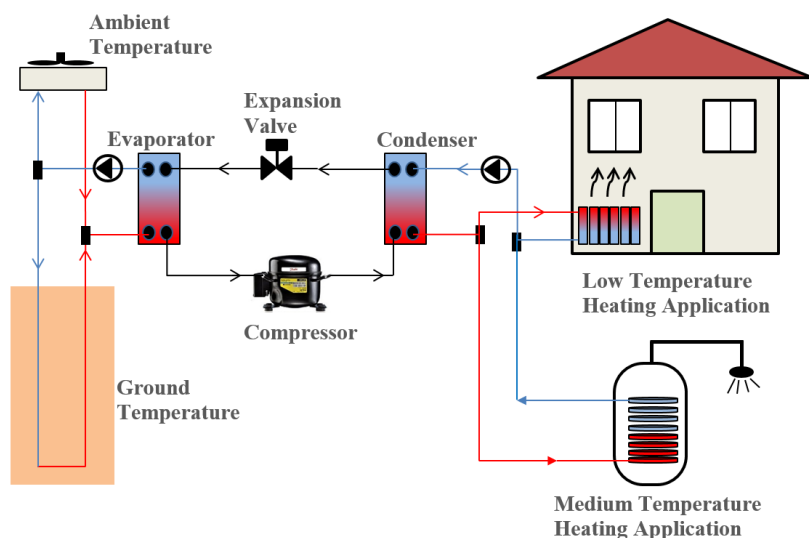 Ambient
Temperature
Expansion
Valve
Evaporator
Condenser
Compressor
Low Temperature
Heating Application
Ground
Temperature
Medium Temperature
Heating Application